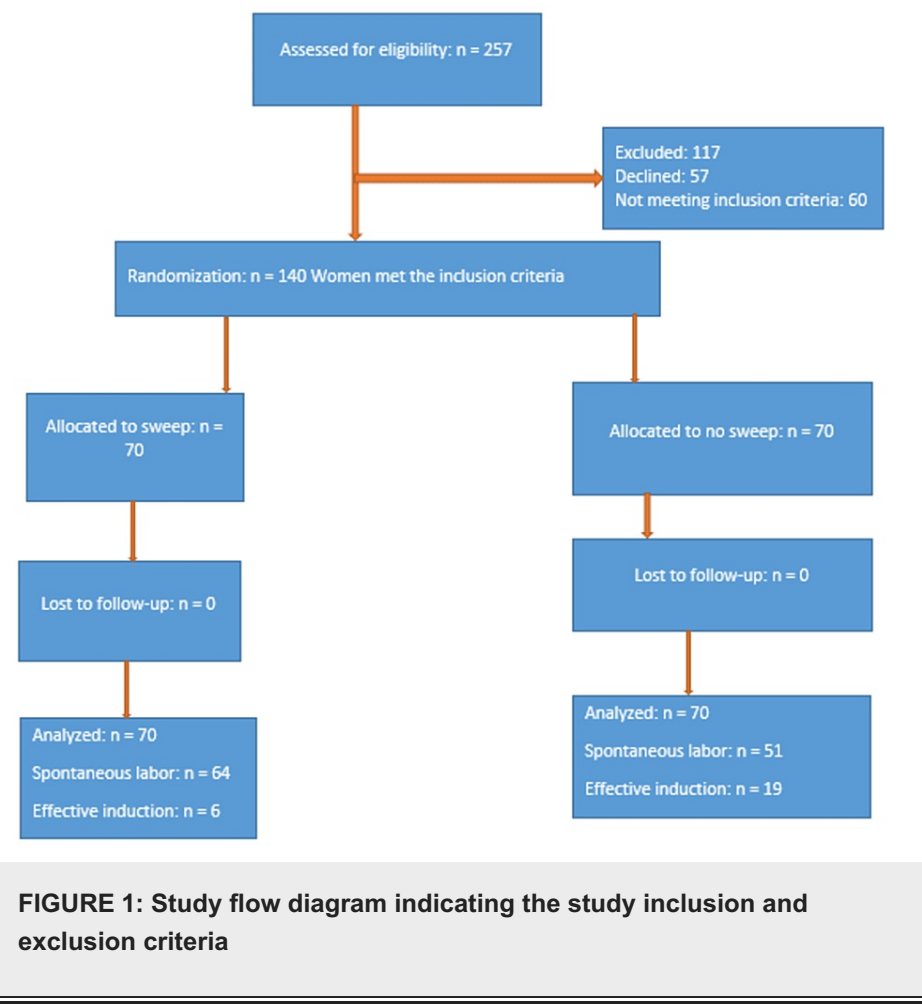 Assessed for eligibility: n = 257
Excluded: 117
Declined: 57
Not meeting inclusion criteria: 60
Randomization: n = 140 Women met the inclusion criteria
Allocated to sweep: n =
70
Allocated to no sweep: n = 70
Lost to follow-up: n = 0
Lost to follow-up: n = 0
Analyzed: n = 70
Spontaneous labor: n = 64
Effective induction: n = 6
Analyzed: n = 70
Spontaneous labor: n = 51
Effective induction: n = 19
FIGURE 1: Study flow diagram indicating the study inclusion and
exclusion criteria